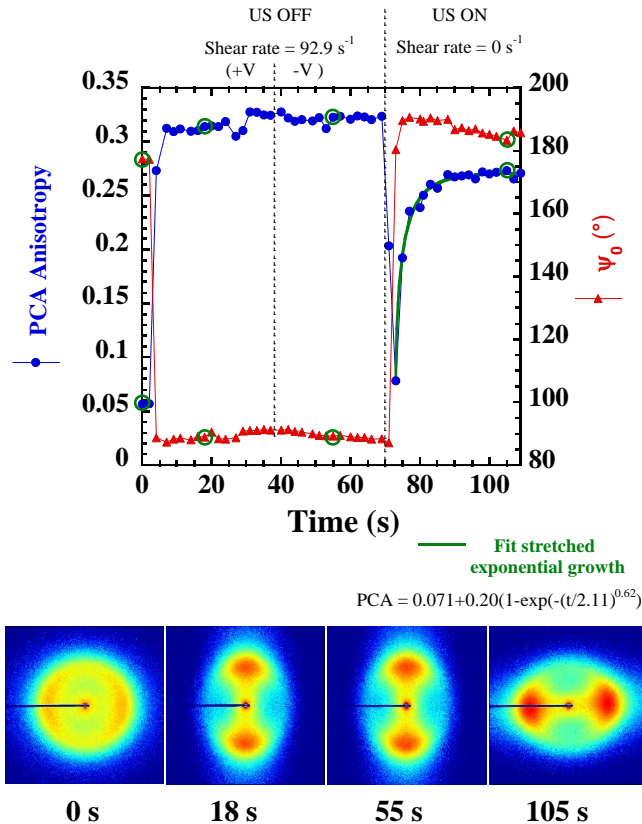 US OFF
US ON
Shear rate = 92.9 s⁻¹
Shear rate = 0 s⁻¹
(+V
-V )
0.35
0.3
0.25
0.2
0.15
0.1
0.05
0
PCA Anisotropy
200
180
160
140
120
100
80
Ψ₀ (°)
0
20
40
60
80
100
Time (s)
Fit stretched
exponential growth
PCA = 0.071+0.20(1-exp(-(t/2.11)^0.62)
0 s
18 s
55 s
105 s